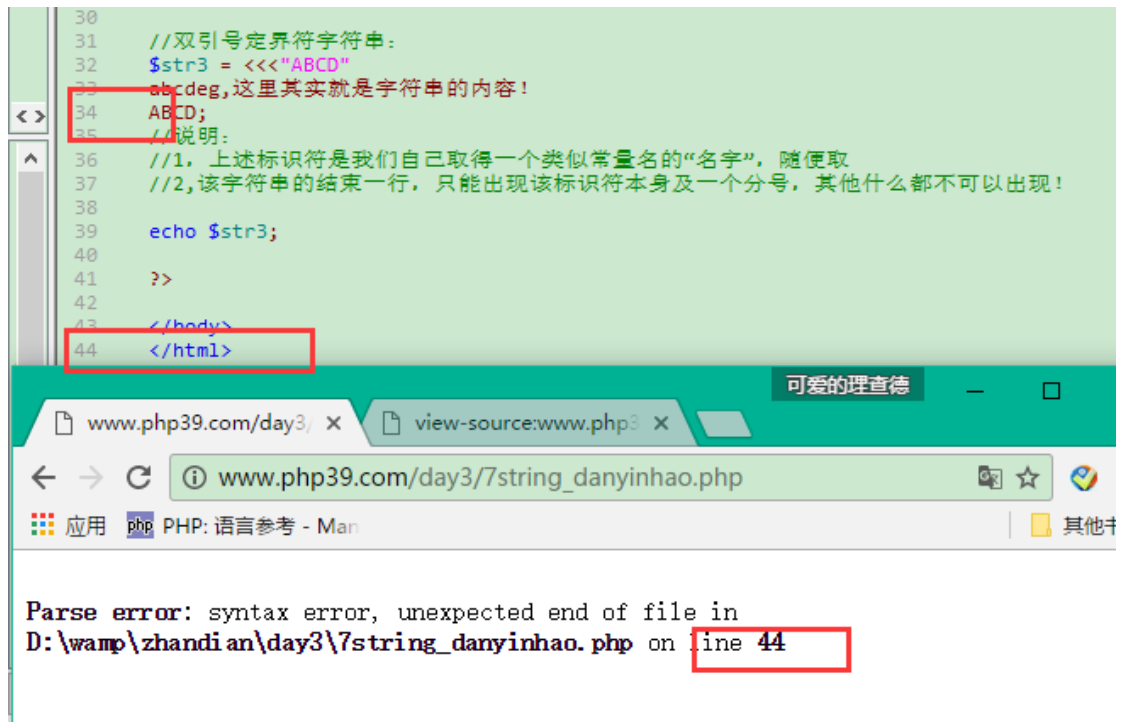 30
31 //双引号定界符字符串：
32 $str3 = <<<"ABCD"
33 abcdeg,这里其实就是字符串的内容！
34 ABCD;
35 //说明：
36 //1，上述标识符是我们自己取得一个类似常量名的“名字”，随便取
37 //2,该字符串的结束一行，只能出现该标识符本身及一个分号，其他什么都不可以出现！
38
39 echo $str3;
40
41 ?>
42
43 </body>
44 </html>
可爱的理查德
www.php39.com/day3/ view-source:www.php3
www.php39.com/day3/7string_danyinhao.php
应用 php PHP: 语言参考 - Man 其他书
Parse error: syntax error, unexpected end of file in
D:\wamp\zhandian\day3\7string_danyinhao.php on line 44